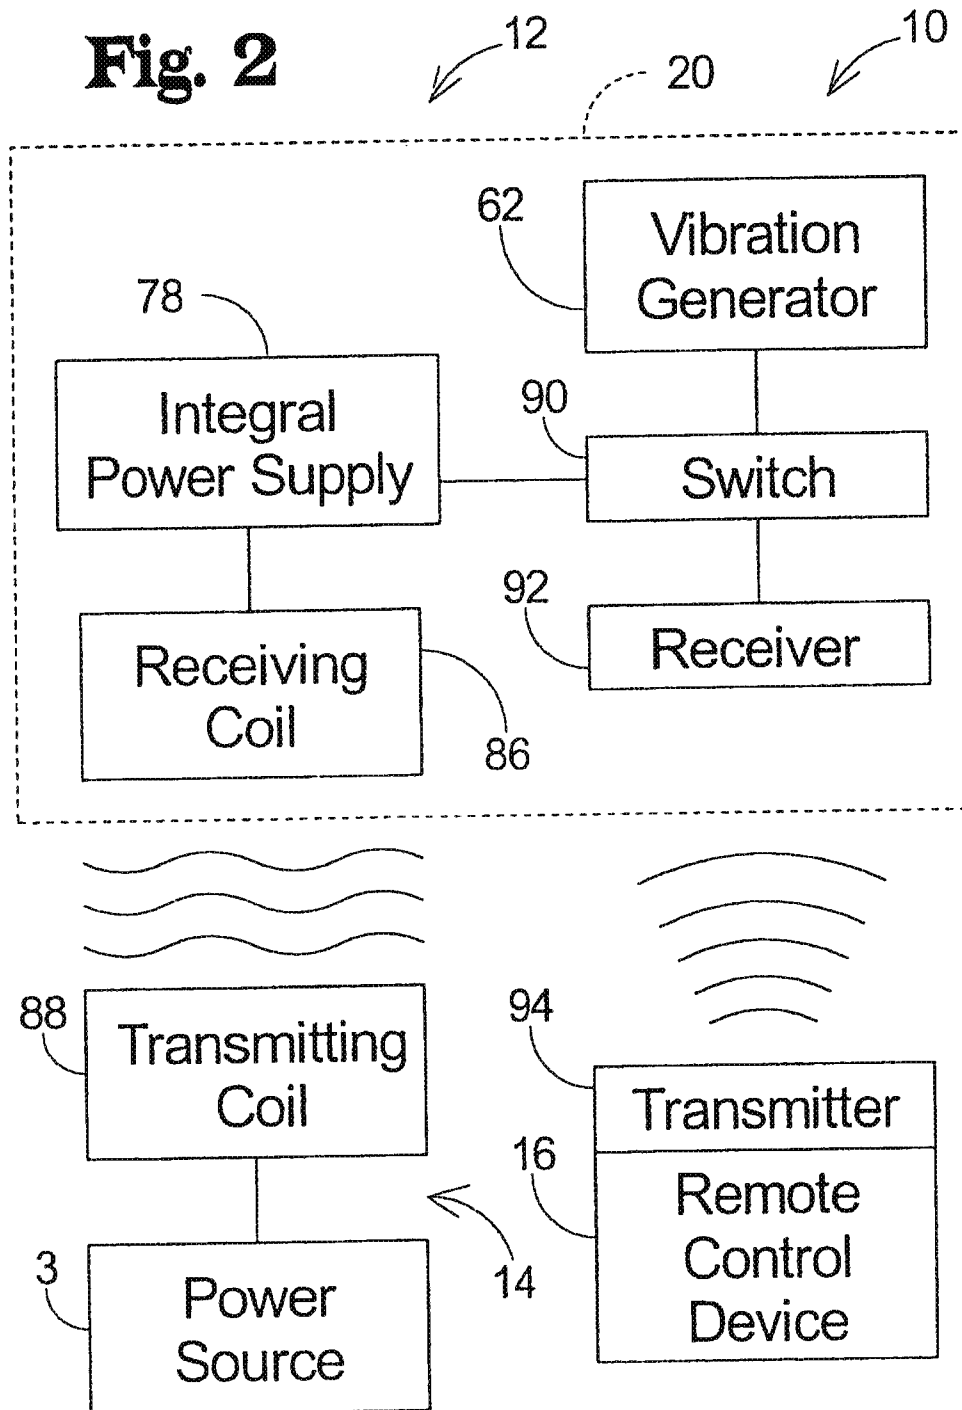 Fig. 2
12
10
20
62
Vibration
Generator
78
Integral
Power Supply
90
Switch
92
Receiver
Receiving
Coil
86
88
Transmitting
Coil
94
Transmitter
16
Remote
Control
Device
14
3
Power
Source